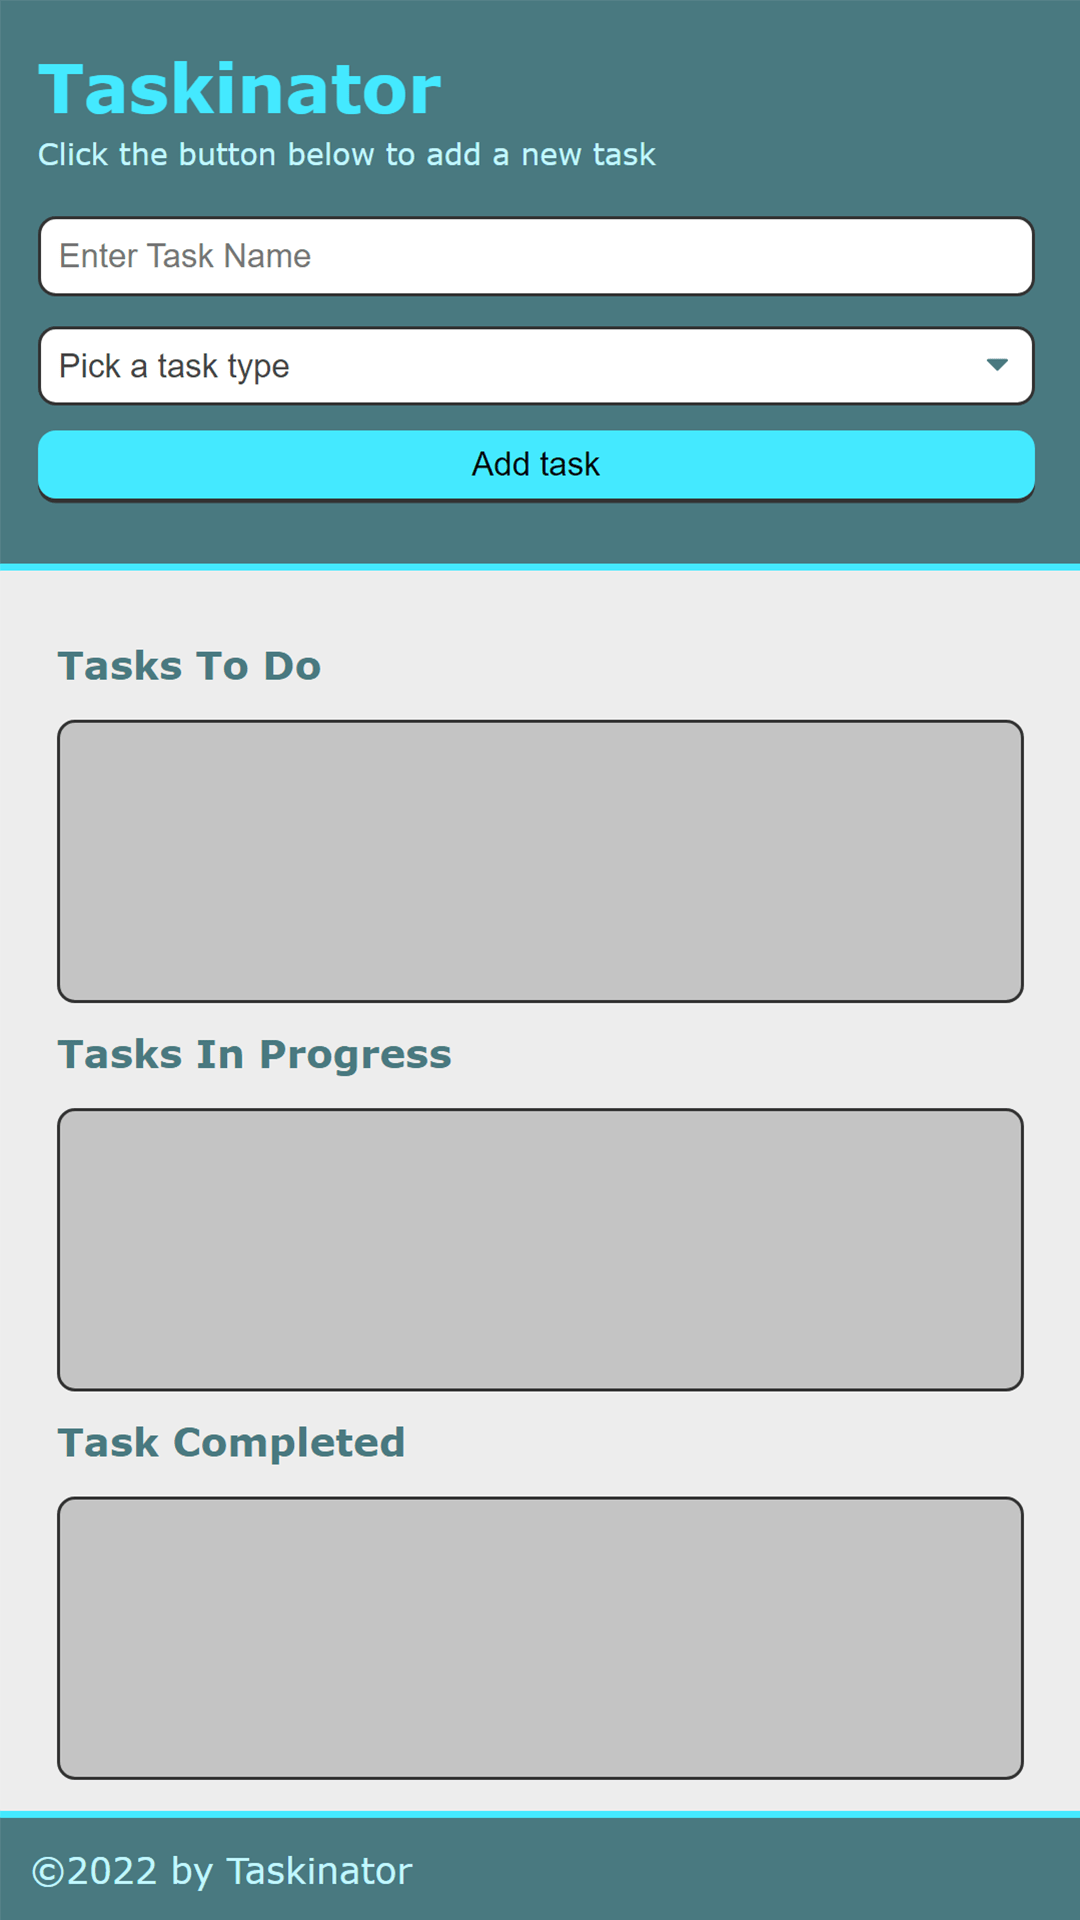 Taskinator
Click the button below to add a new task
Enter Task Name
Pick a task type
Add task
Tasks To Do
Tasks In Progress
Task Completed
©2022 by Taskinator